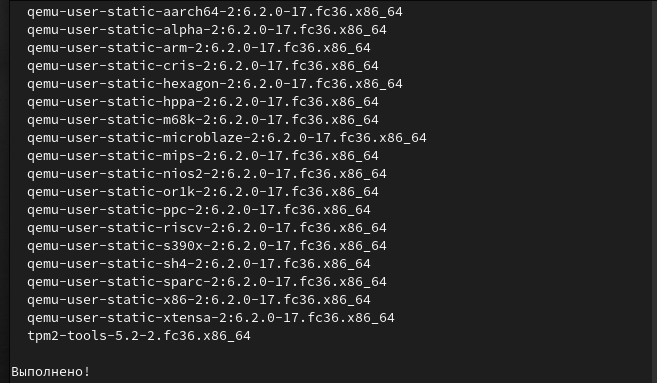 qemu-user-static-aarch64-2:6.2.0-17.fc36.x86_64
qemu-user-static-alpha-2:6.2.0-17.fc36.x86_64
qemu-user-static-arm-2:6.2.0-17.fc36.x86_64
qemu-user-static-cris-2:6.2.0-17.fc36.x86_64
qemu-user-static-hexagon-2:6.2.0-17.fc36.x86_64
qemu-user-static-hppa-2:6.2.0-17.fc36.x86_64
qemu-user-static-m68k-2:6.2.0-17.fc36.x86_64
qemu-user-static-microblaze-2:6.2.0-17.fc36.x86_64
qemu-user-static-mips-2:6.2.0-17.fc36.x86_64
qemu-user-static-nios2-2:6.2.0-17.fc36.x86_64
qemu-user-static-or1k-2:6.2.0-17.fc36.x86_64
qemu-user-static-ppc-2:6.2.0-17.fc36.x86_64
qemu-user-static-riscv-2:6.2.0-17.fc36.x86_64
qemu-user-static-s390x-2:6.2.0-17.fc36.x86_64
qemu-user-static-sh4-2:6.2.0-17.fc36.x86_64
qemu-user-static-sparc-2:6.2.0-17.fc36.x86_64
qemu-user-static-x86-2:6.2.0-17.fc36.x86_64
qemu-user-static-xtensa-2:6.2.0-17.fc36.x86_64
tpm2-tools-5.2-2.fc36.x86_64
Выполнено!